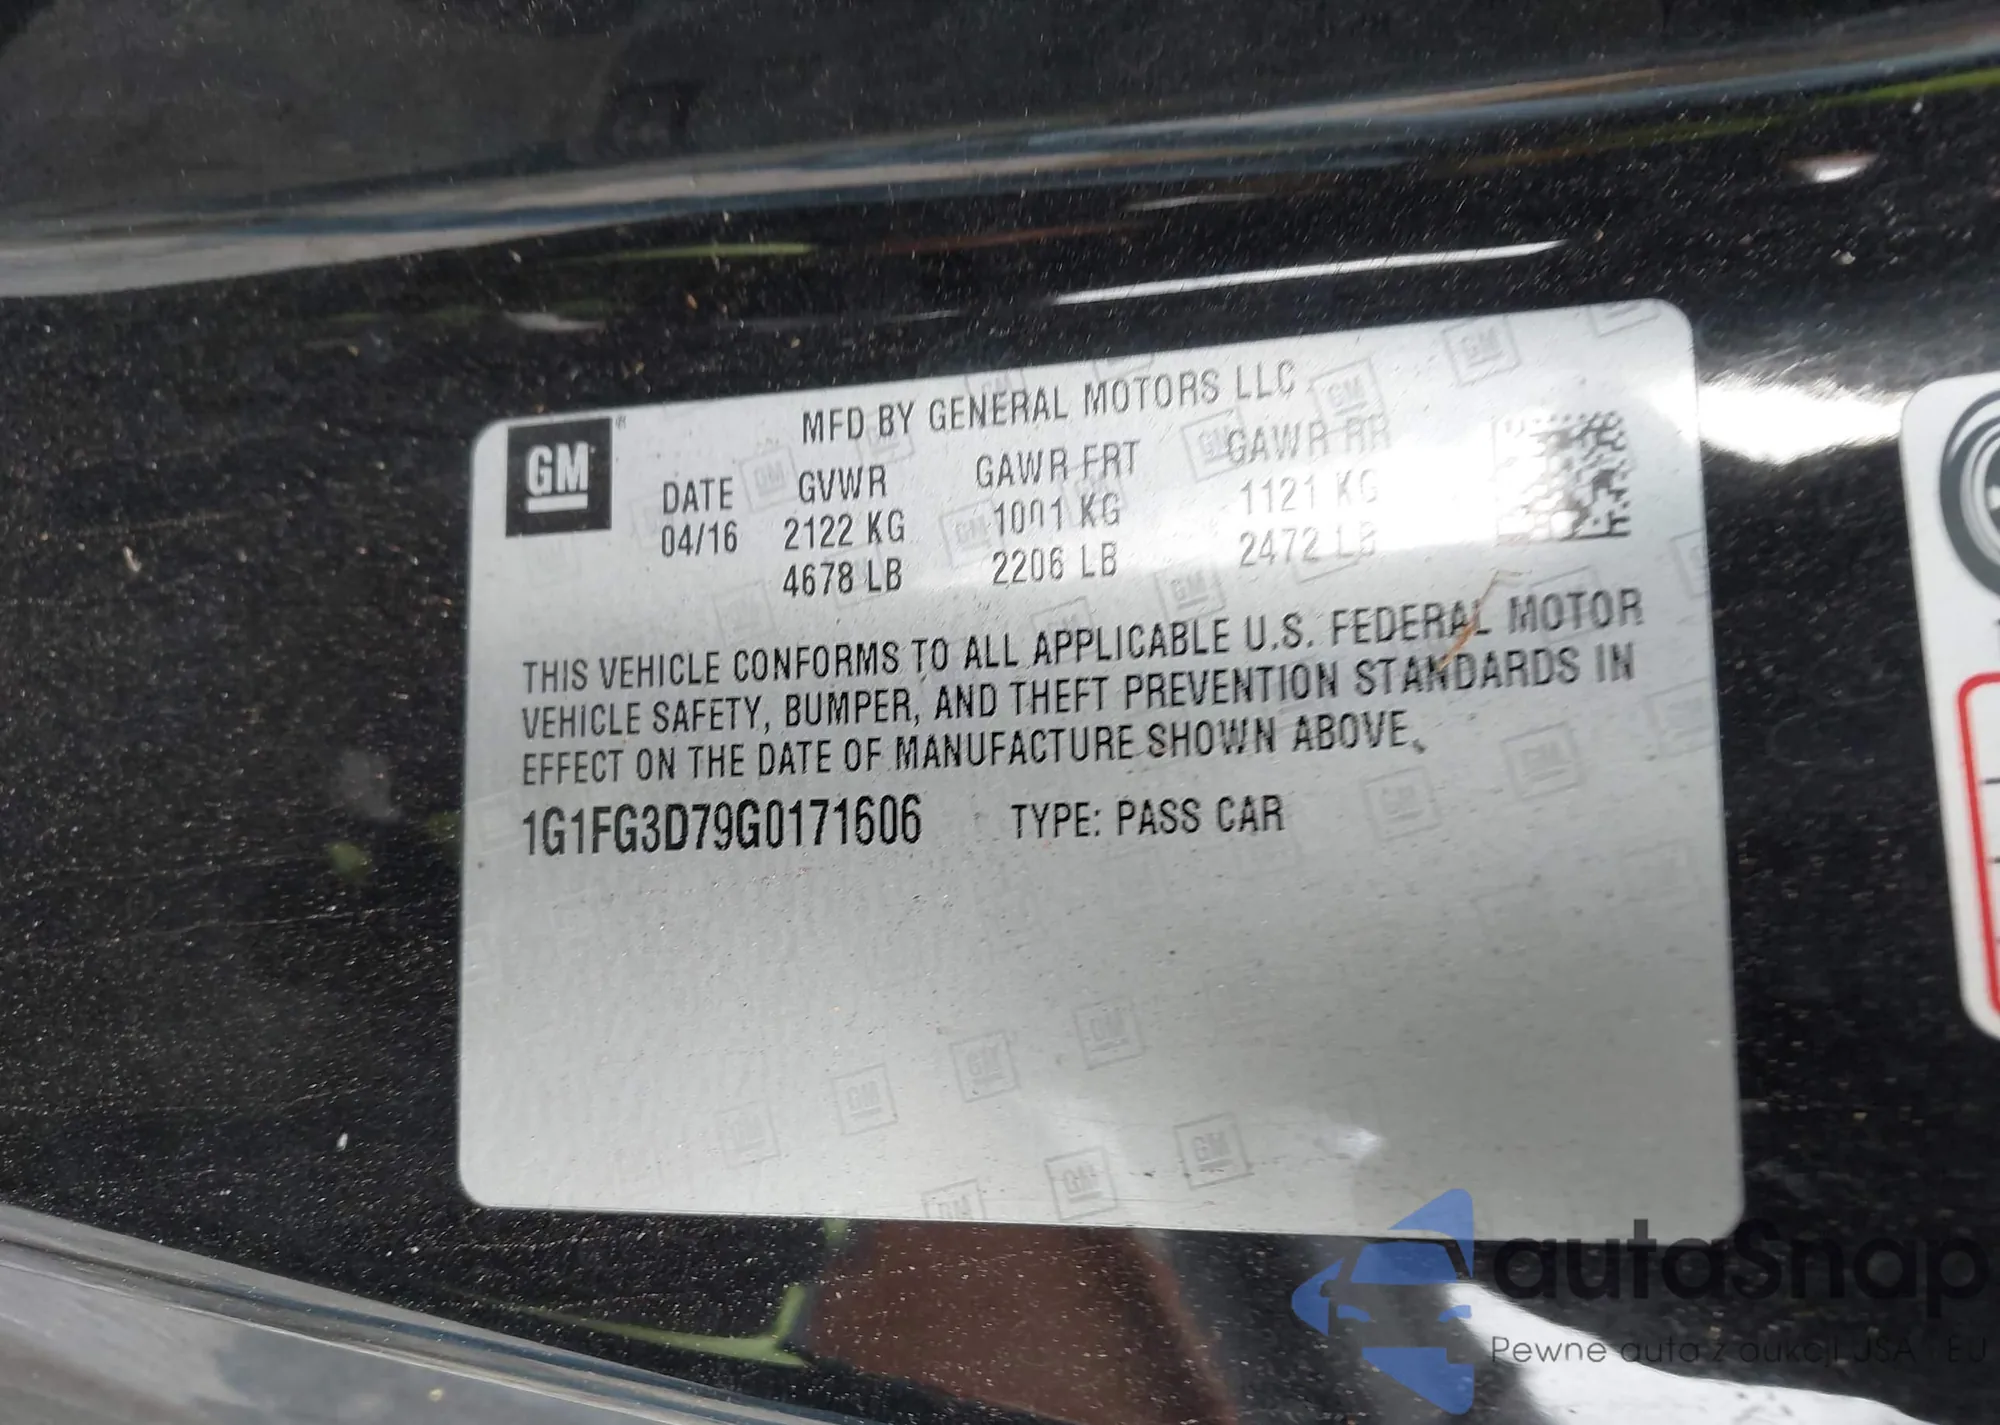 GM
MFD BY GENERAL MOTORS LLC
DATE GVWR GAWR FRT GAWR RR
04/16 2122 KG 1001 KG 1121 KG
4678 LB 2206 LB 2472 LB
THIS VEHICLE CONFORMS TO ALL APPLICABLE U.S. FEDERAL MOTOR
VEHICLE SAFETY, BUMPER, AND THEFT PREVENTION STANDARDS IN
EFFECT ON THE DATE OF MANUFACTURE SHOWN ABOVE.
1G1FG3D79G0171606 TYPE: PASS CAR
autaSnap
Pewne auta z aukcji USA i EU